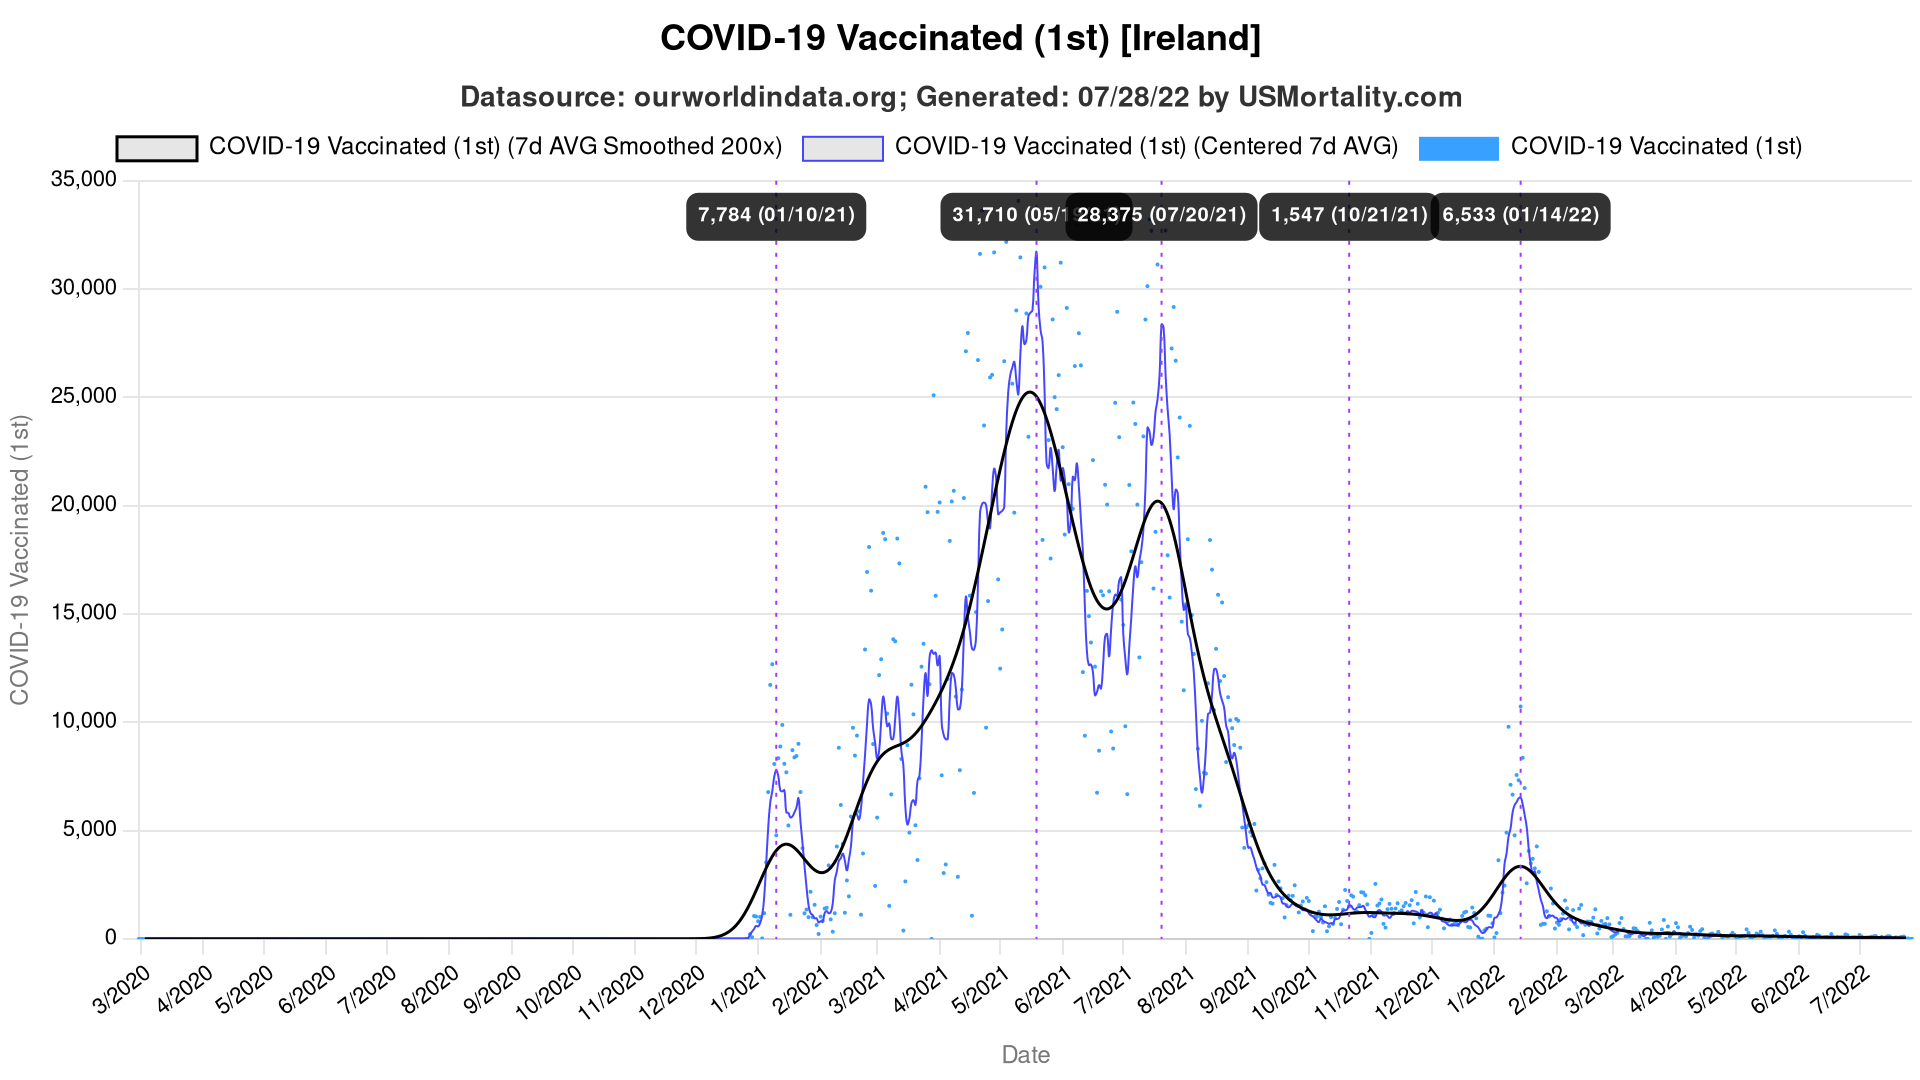 COVID-19 Vaccinated (1st) [Ireland]
Datasource: ourworldindata.org; Generated: 07/28/22 by USMortality.com
COVID-19 Vaccinated (1st) (7d AVG Smoothed 200x) COVID-19 Vaccinated (1st) (Centered 7d AVG) COVID-19 Vaccinated (1st)
7,784 (01/10/21) 31,710 (05/1 28,375 (07/20/21) 1,547 (10/21/21) 6,533 (01/14/22)
35,000
30,000
25,000
20,000
15,000
10,000
5,000
0
COVID-19 Vaccinated (1st)
3/2020 4/2020 5/2020 6/2020 7/2020 8/2020 9/2020 10/2020 11/2020 12/2020 1/2021 2/2021 3/2021 4/2021 5/2021 6/2021 7/2021 8/2021 9/2021 10/2021 11/2021 12/2021 1/2022 2/2022 3/2022 4/2022 5/2022 6/2022 7/2022
Date